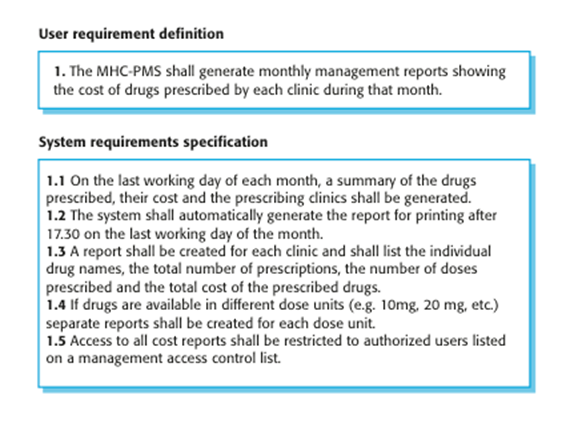 User requirement definition
1. The MHC-PMS shall generate monthly management reports showing
the cost of drugs prescribed by each clinic during that month.
System requirements specification
1.1 On the last working day of each month, a summary of the drugs
prescribed, their cost and the prescribing clinics shall be generated.
1.2 The system shall automatically generate the report for printing after
17.30 on the last working day of the month.
1.3 A report shall be created for each clinic and shall list the individual
drug names, the total number of prescriptions, the number of doses
prescribed and the total cost of the prescribed drugs.
1.4 If drugs are available in different dose units (e.g. 10mg, 20 mg, etc.)
separate reports shall be created for each dose unit.
1.5 Access to all cost reports shall be restricted to authorized users listed
on a management access control list.